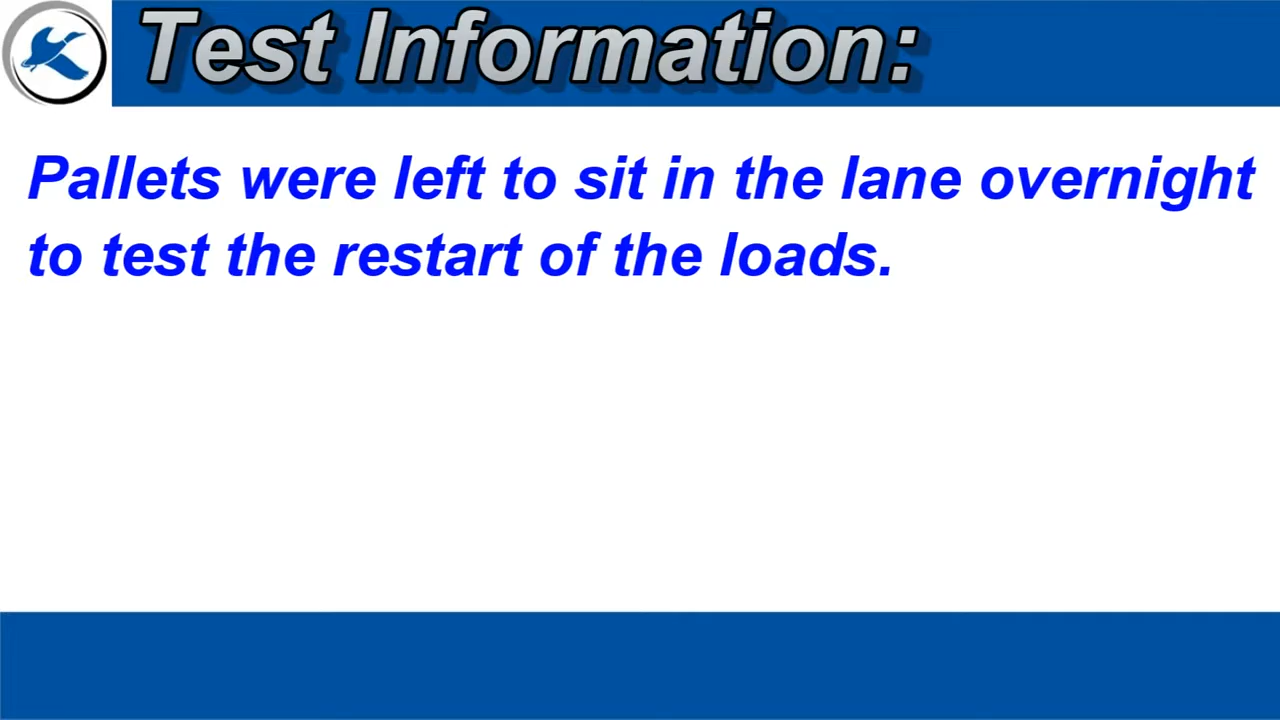 Test Information:
Pallets were left to sit in the lane overnight
to test the restart of the loads.